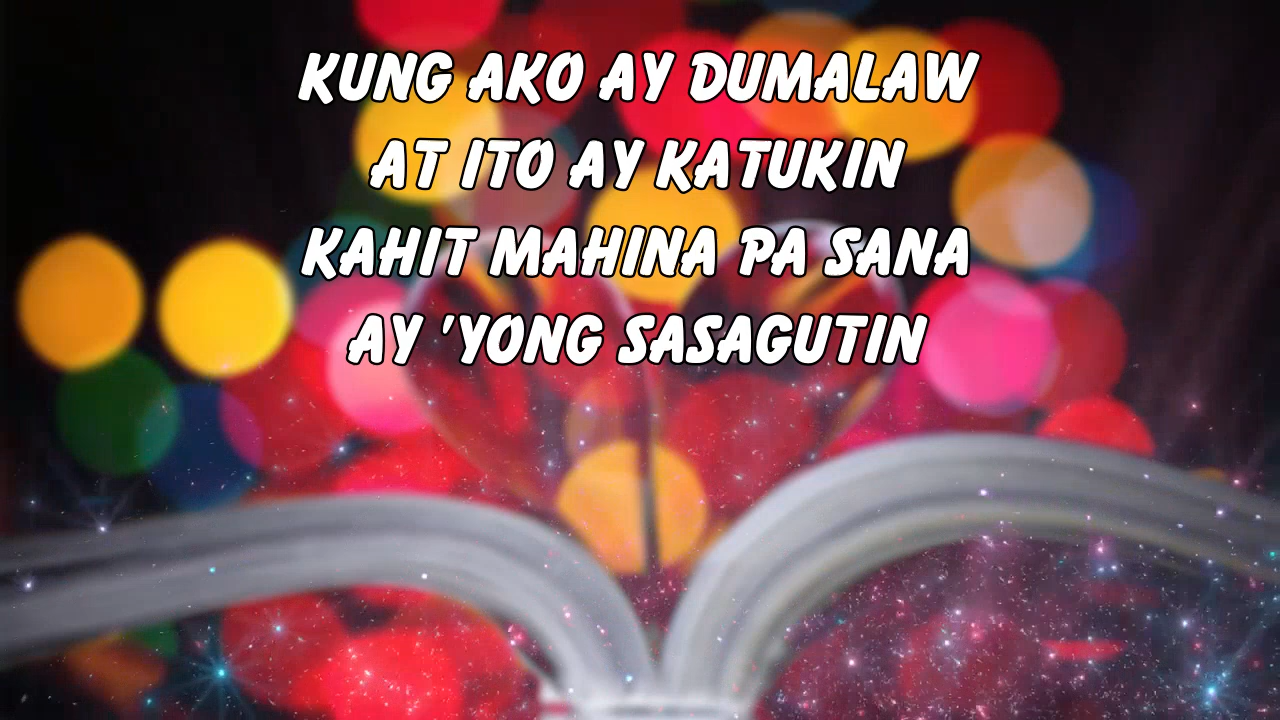 KUNG AKO AY DUMALAW
AT ITO AY KATUKIN
KAHIT MAHINA PA SANA
AY 'YONG SASAGUTIN